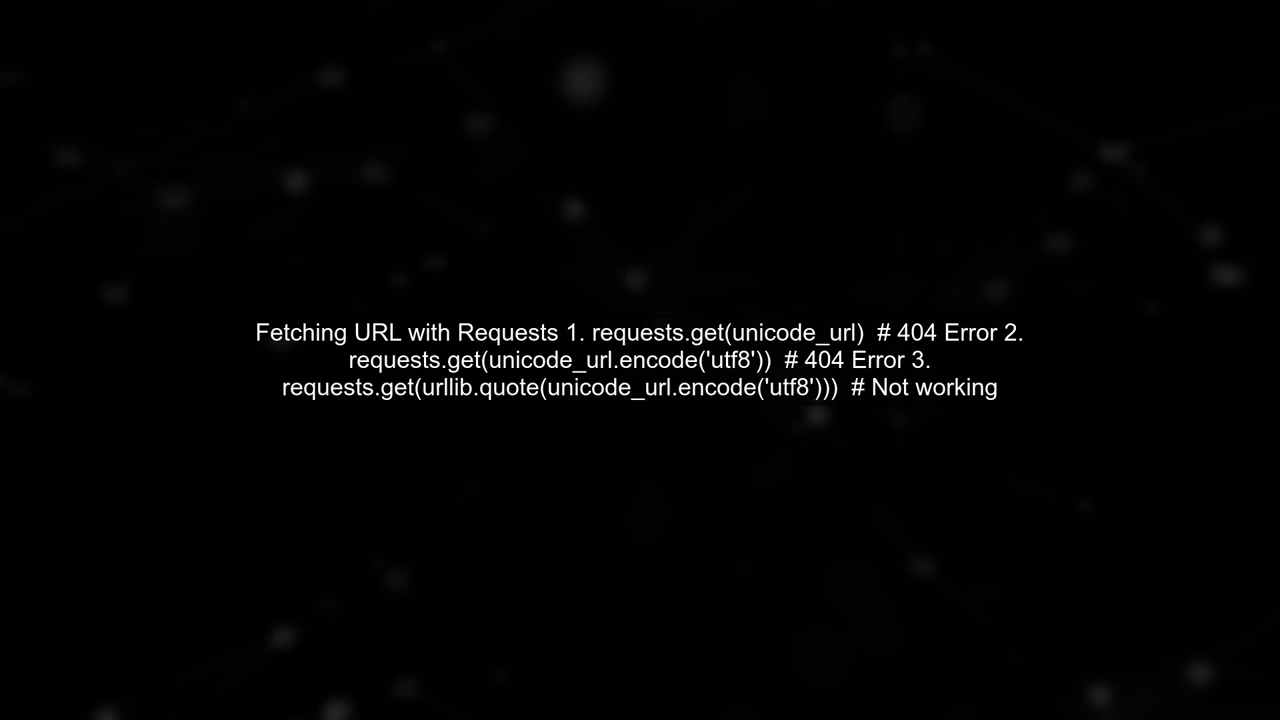 Fetching URL with Requests 1. requests.get(unicode_url)  # 404 Error 2.
requests.get(unicode_url.encode('utf8'))  # 404 Error 3.
requests.get(urllib.quote(unicode_url.encode('utf8')))  # Not working